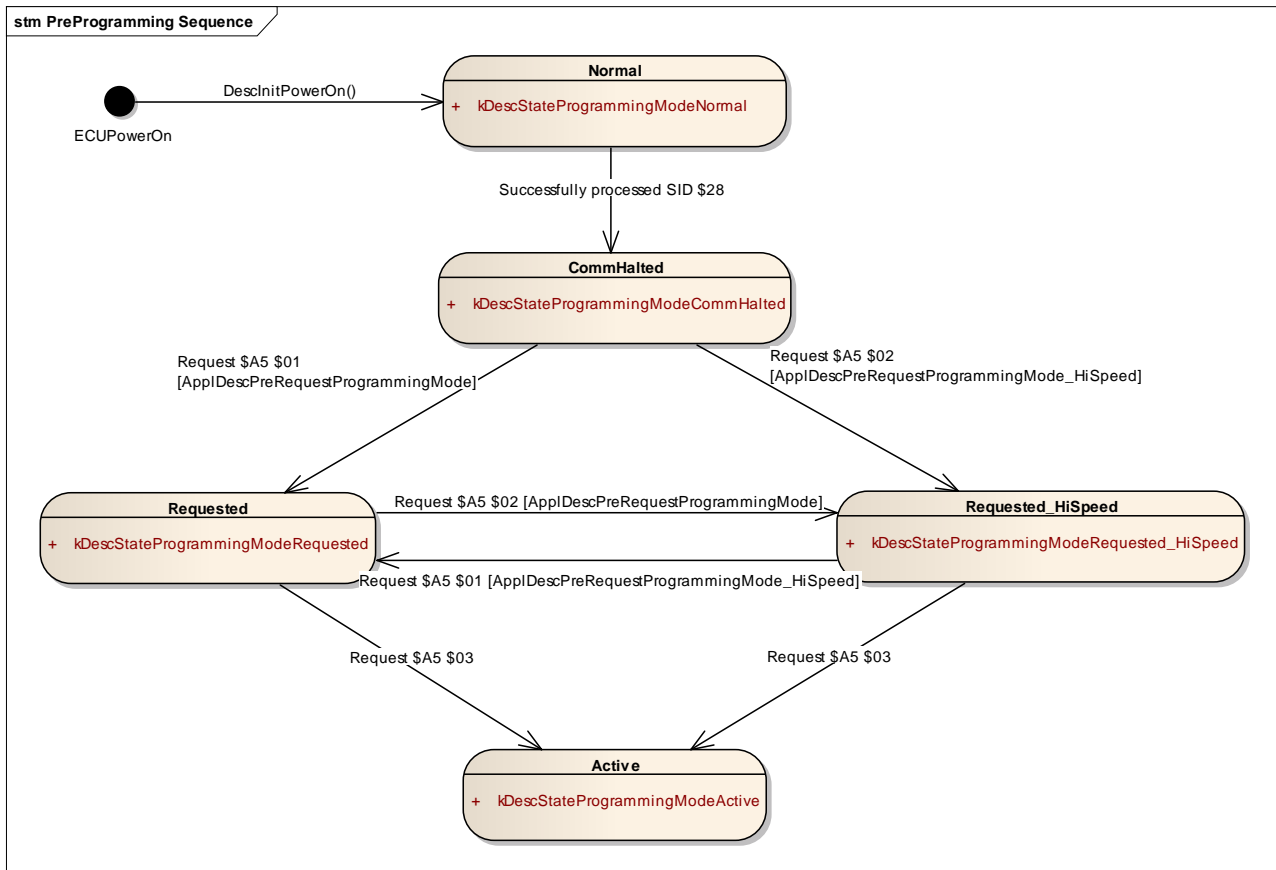 stm PreProgramming Sequence
Normal
DescInitPowerOn()
+ kDescStateProgrammingModeNormal
ECUPowerOn
Successfully processed SID $28
CommHalted
+ kDescStateProgrammingModeCommHalted
Request $A5 $01
[ApplDescPreRequestProgrammingMode]
Request $A5 $02
[ApplDescPreRequestProgrammingMode_HiSpeed]
Requested
+ kDescStateProgrammingModeRequested
Request $A5 $02 [ApplDescPreRequestProgrammingMode]
Requested_HiSpeed
+ kDescStateProgrammingModeRequested_HiSpeed
Request $A5 $01 [ApplDescPreRequestProgrammingMode_HiSpeed]
Request $A5 $03
Request $A5 $03
Active
+ kDescStateProgrammingModeActive